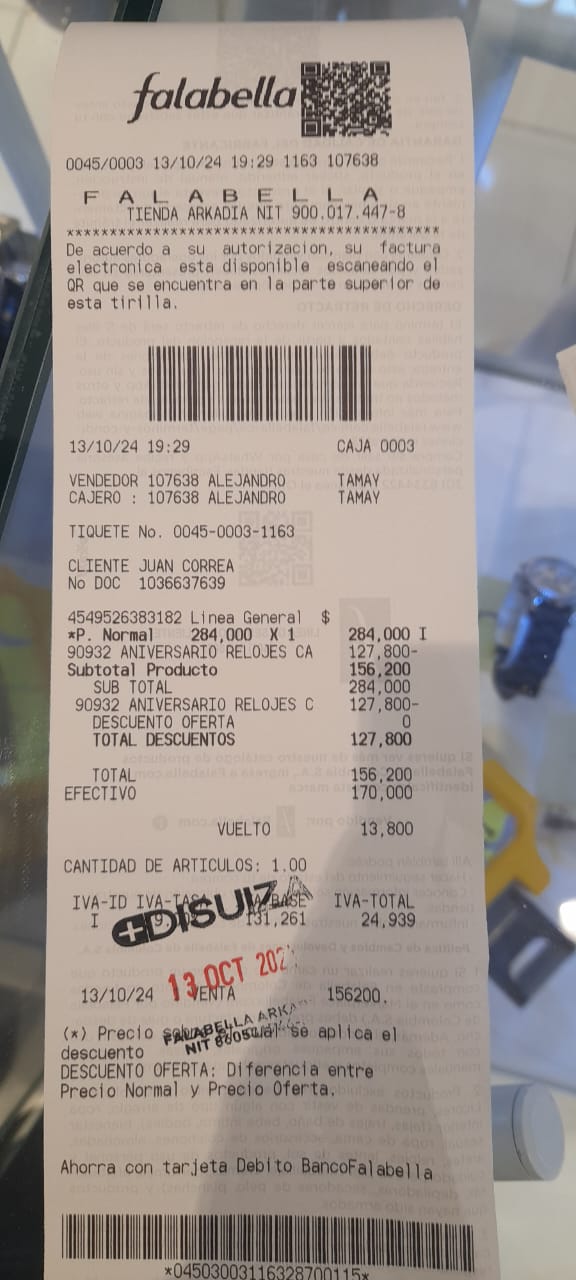 falabella
0045/0003 13/10/24 19:29 1163 107638
F A L A B E L L A
TIENDA ARKADIA NIT 900.017.447-8
********************************************
De acuerdo a su autorizacion, su factura
electronica esta disponible escaneando el
QR que se encuentra en la parte superior de
esta tirilla.
13/10/24 19:29 CAJA 0003
VENDEDOR 107638 ALEJANDRO TAMAY
CAJERO : 107638 ALEJANDRO TAMAY
TIQUETE No. 0045-0003-1163
CLIENTE JUAN CORREA
No DOC 1036637639
4549526383182 Linea General $
*P. Normal 284,000 X 1 284,000 I
90932 ANIVERSARIO RELOJES CA 127,800-
Subtotal Producto 156,200
SUB TOTAL 284,000
90932 ANIVERSARIO RELOJES C 127,800-
DESCUENTO OFERTA 0
TOTAL DESCUENTOS 127,800
TOTAL 156,200
EFECTIVO 170,000
VUELTO 13,800
CANTIDAD DE ARTICULOS: 1.00
IVA-ID IVA-TASA BASE IVA-TOTAL
I 131,261 24,939
DISUIZA
13 OCT 202
13/10/24 VENTA 156200.
FALABELLA ARKA
(*) Precio se aplica el
NIT
descuento
DESCUENTO OFERTA: Diferencia entre
Precio Normal y Precio Oferta.
Ahorra con tarjeta Debito BancoFalabella
*04503003116328700115*